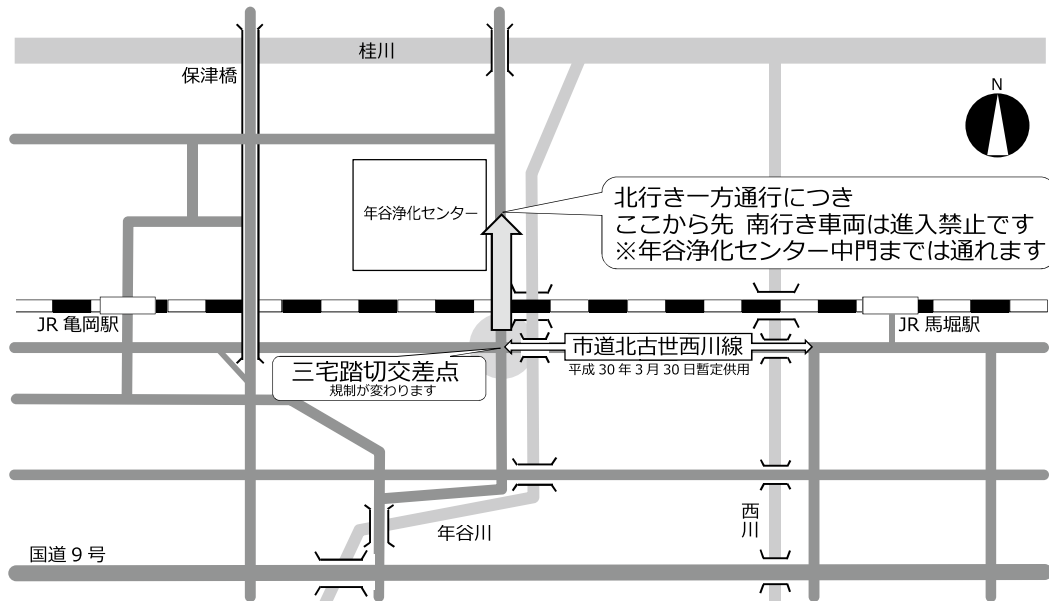 桂川
保津橋
N
北行き一方通行につき
ここから先 南行き車両は進入禁止です
※年谷浄化センター中門までは通れます
年谷浄化センター
JR 亀岡駅
JR 馬堀駅
市道北古世西川線
平成 30 年 3 月 30 日暫定供用
三宅踏切交差点
規制が変わります
西川
年谷川
国道 9 号